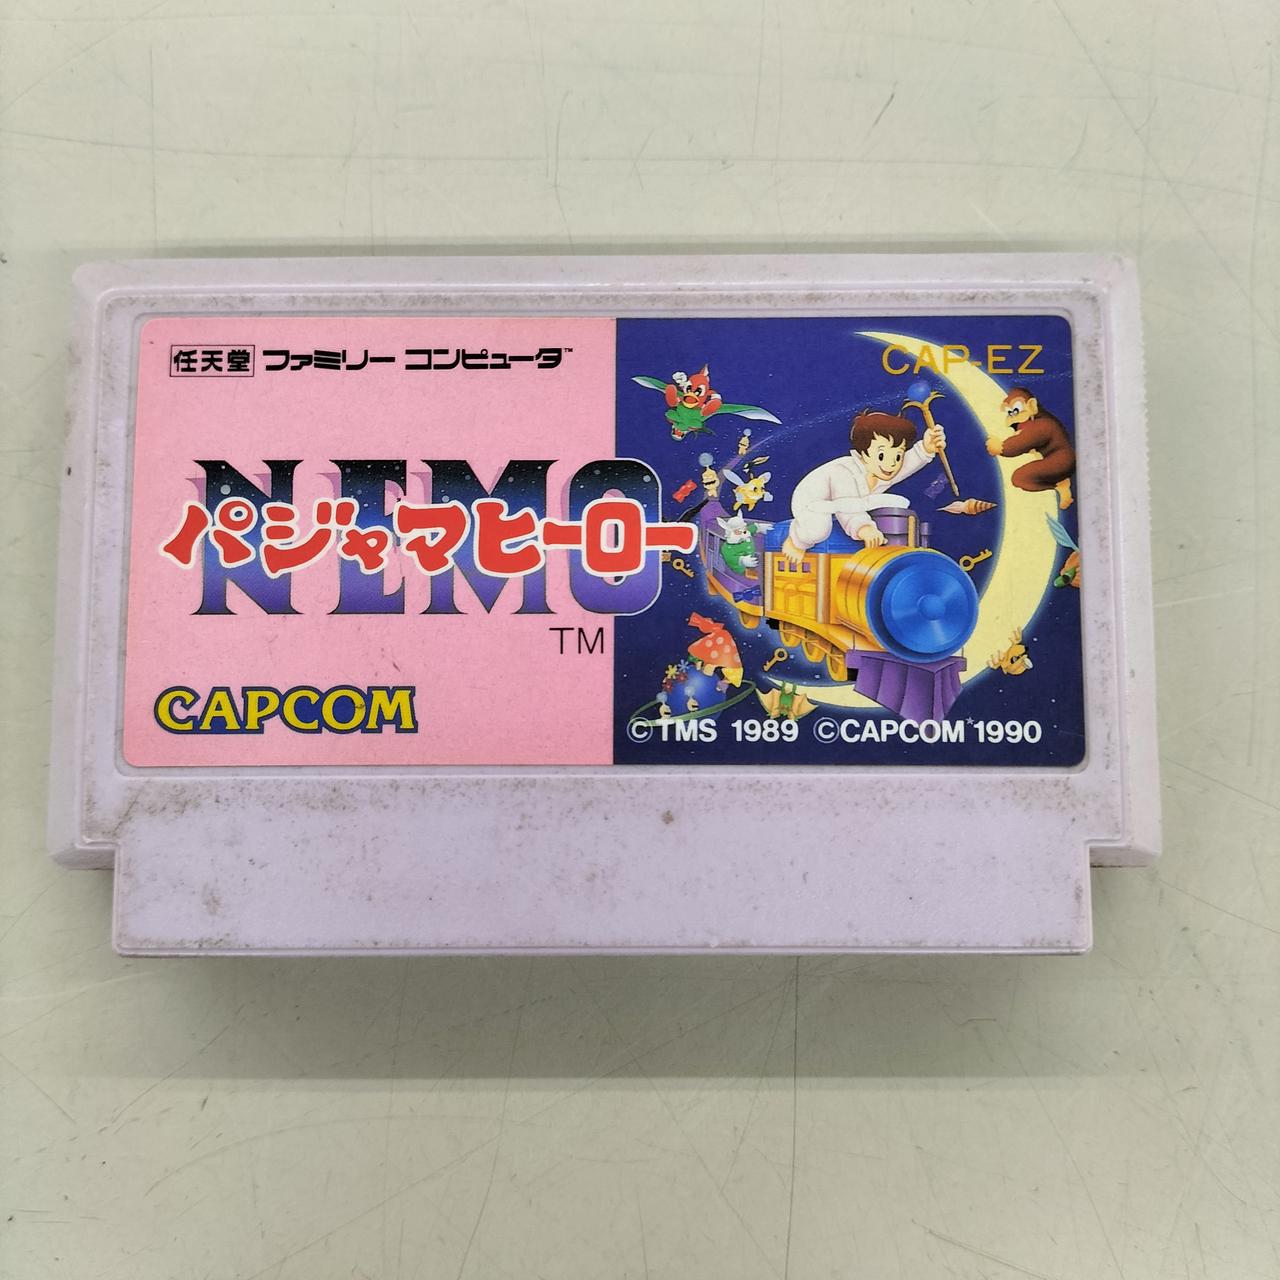 任天堂 ファミリー コンピュータ™
CAP-EZ
NEMO
パジャマヒーロー
TM
CAPCOM
©TMS 1989 ©CAPCOM 1990